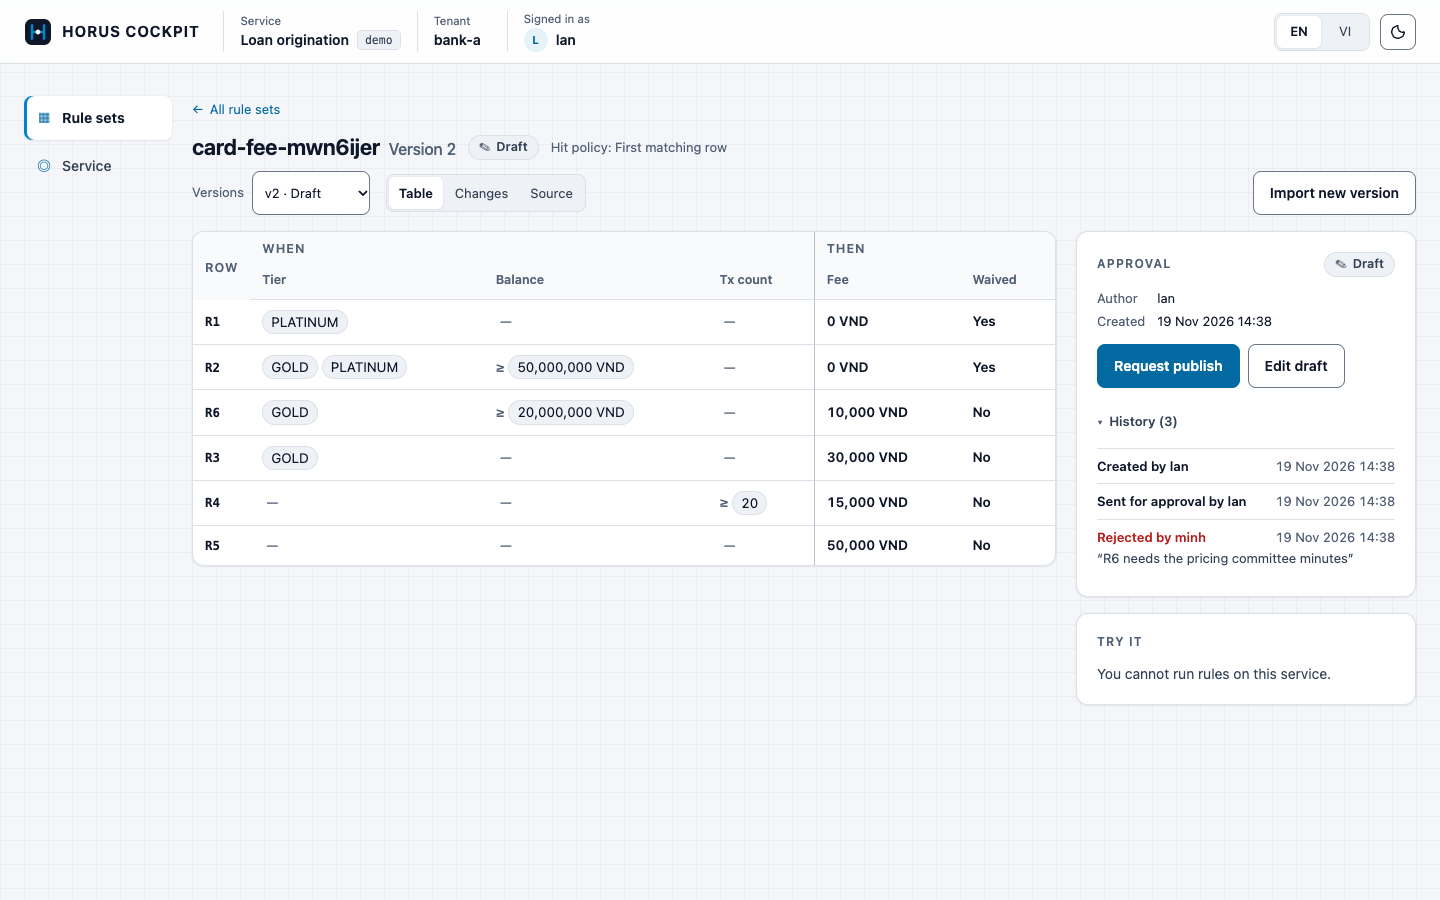 HORUS COCKPIT
Service
Loan origination demo
Tenant
bank-a
Signed in as
L lan
EN VI
Rule sets
Service
← All rule sets
card-fee-mwn6ijer Version 2 Draft Hit policy: First matching row
Versions v2 · Draft Table Changes Source Import new version
ROW WHEN THEN
Tier Balance Tx count Fee Waived
R1 PLATINUM — — 0 VND Yes
R2 GOLD PLATINUM ≥ 50,000,000 VND — 0 VND Yes
R6 GOLD ≥ 20,000,000 VND — 10,000 VND No
R3 GOLD — — 30,000 VND No
R4 — — ≥ 20 15,000 VND No
R5 — — — 50,000 VND No
APPROVAL Draft
Author lan
Created 19 Nov 2026 14:38
Request publish Edit draft
History (3)
Created by lan 19 Nov 2026 14:38
Sent for approval by lan 19 Nov 2026 14:38
Rejected by minh 19 Nov 2026 14:38
“R6 needs the pricing committee minutes”
TRY IT
You cannot run rules on this service.